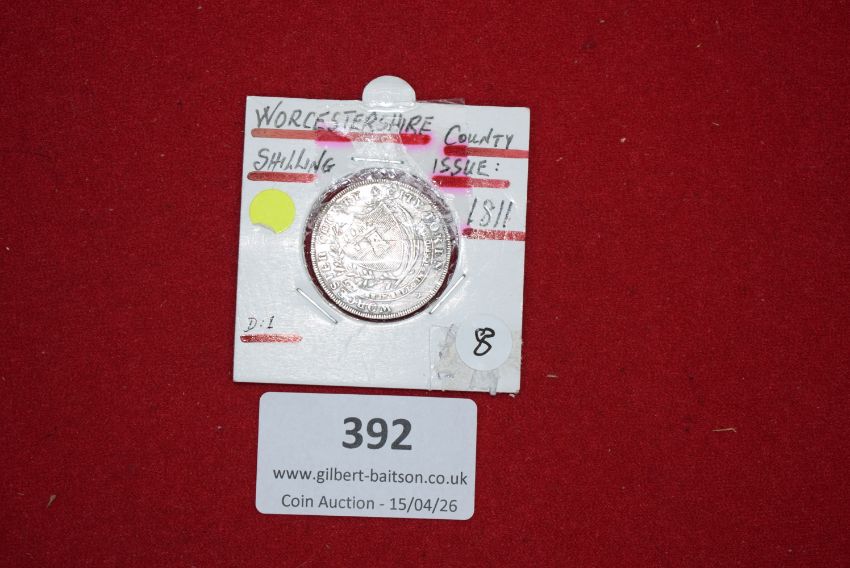 WORCESTERSHIRE COUNTY
SHILLING ISSUE:
1811
D:1
8
392
www.gilbert-baitson.co.uk
Coin Auction - 15/04/26